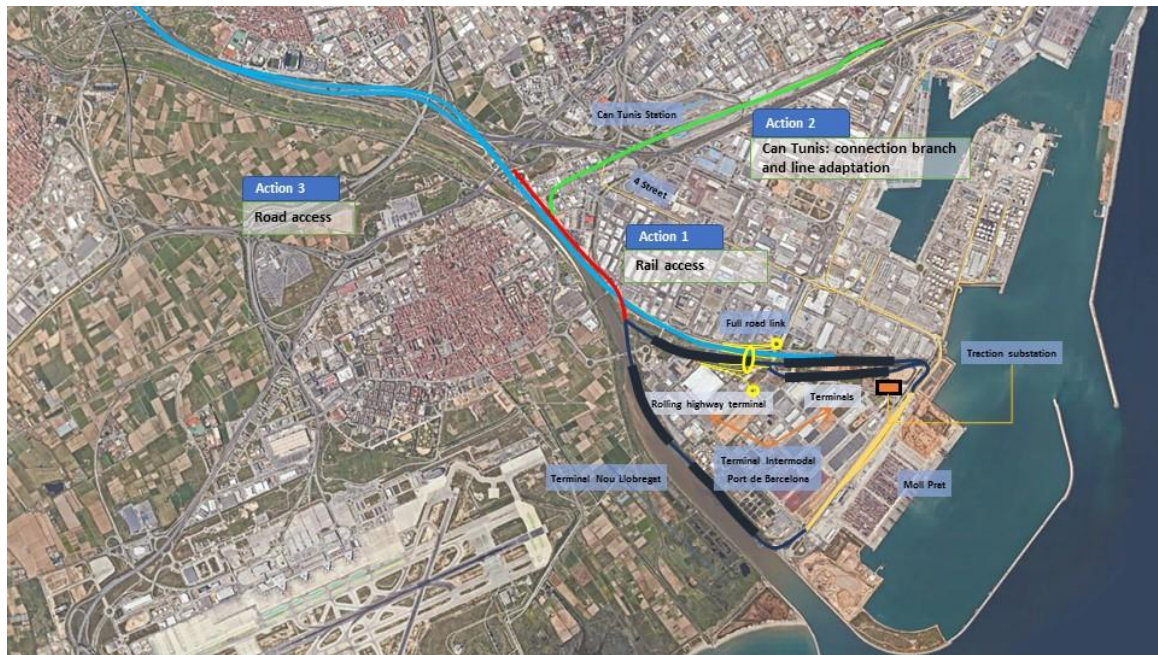 Can Tunis Station
Action 2
Can Tunis: connection branch
and line adaptation
Action 3
Road access
4 Street
Action 1
Rail access
Full road link
Traction substation
Rolling highway terminal
Terminals
Terminal Intermodal
Port de Barcelona
Terminal Nou Llobregat
Moll Prat